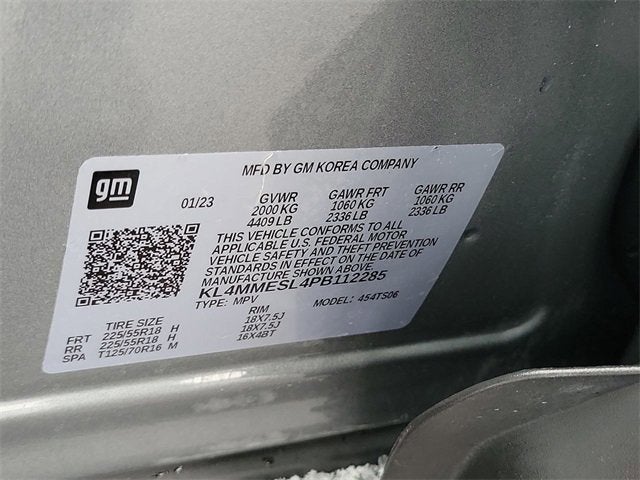 MFD BY GM KOREA COMPANY
gm
01/23 GVWR GAWR FRT GAWR RR
2000 KG 1060 KG 1060 KG
4409 LB 2336 LB 2336 LB
THIS VEHICLE CONFORMS TO ALL
APPLICABLE U.S. FEDERAL MOTOR
VEHICLE SAFETY AND THEFT PREVENTION
STANDARDS IN EFFECT ON THE DATE OF
MANUFACTURE SHOWN ABOVE.
KL4MMESL4PB112285
TYPE: MPV MODEL: 454TS06
TIRE SIZE RIM
FRT 225/55R18 H 18X7.5J
RR 225/55R18 H 18X7.5J
SPA T125/70R16 M 16X4BT